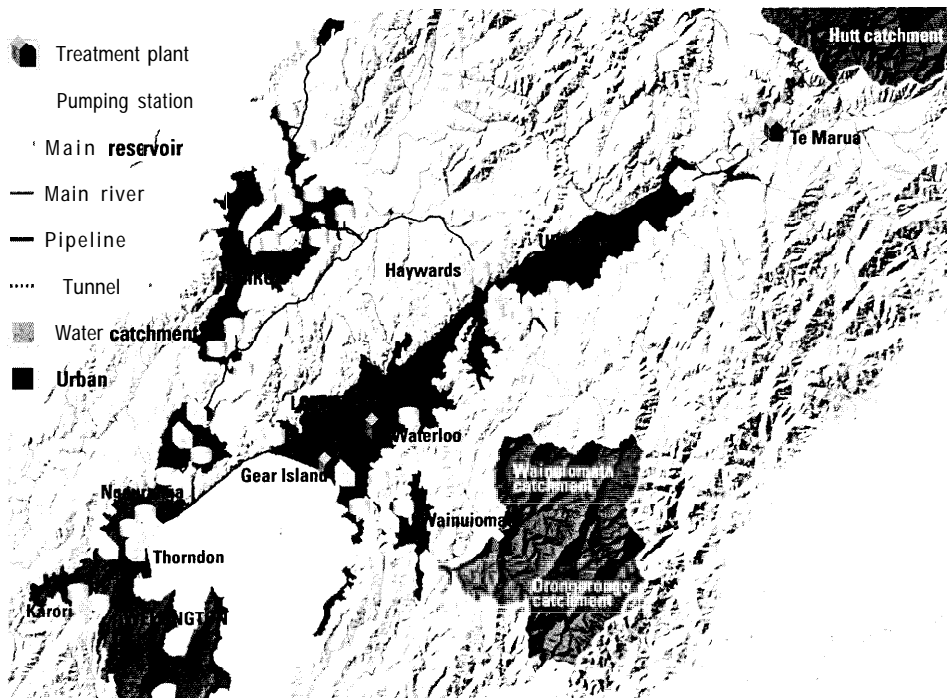 Treatment plant
Pumping station
Main reservoir
Main river
Pipeline
Tunnel
Water catchment
Urban
Hutt catchment
Te Marua
Haywards
Waterloo
Gear Island
Wainuiomata
catchment
Orongorongo
catchment
Thorndon
Karori